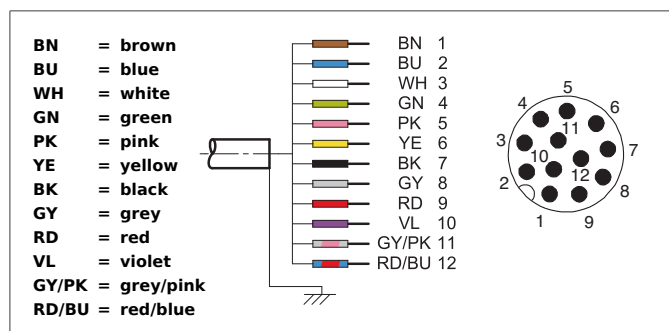 BN = brown
BU = blue
WH = white
GN = green
PK = pink
YE = yellow
BK = black
GY = grey
RD = red
VL = violet
GY/PK = grey/pink
RD/BU = red/blue
BN 1
BU 2
WH 3
GN 4
PK 5
YE 6
BK 7
GY 8
RD 9
VL 10
GY/PK 11
RD/BU 12
5
4 6
11
3 7
10
12
2 8
1 9